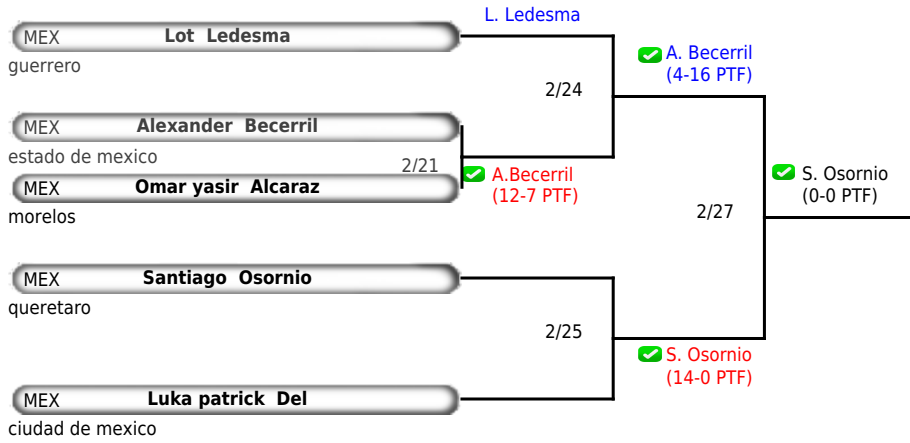 L. Ledesma
MEX Lot Ledesma
guerrero
A. Becerril
(4-16 PTF)
2/24
MEX Alexander Becerril
estado de mexico
2/21
A.Becerril
(12-7 PTF)
MEX Omar yasir Alcaraz
morelos
S. Osornio
(0-0 PTF)
2/27
MEX Santiago Osornio
queretaro
2/25
S. Osornio
(14-0 PTF)
MEX Luka patrick Del
ciudad de mexico